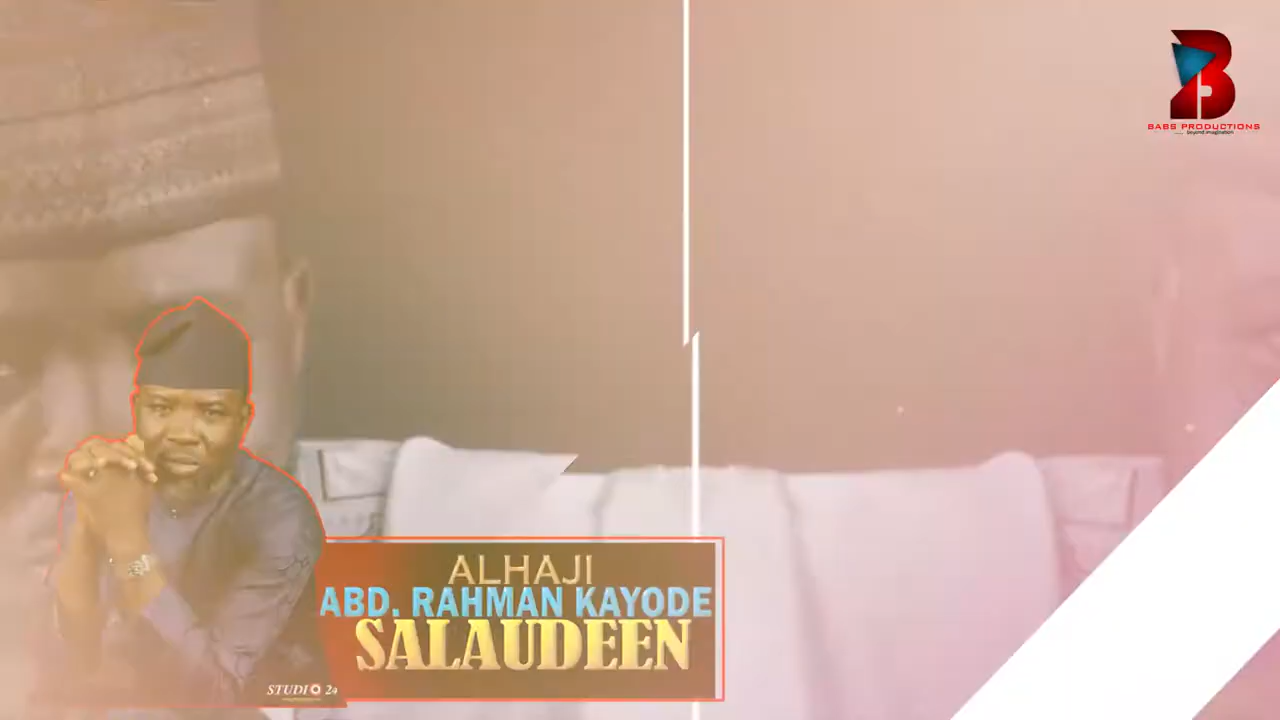 BABS PRODUCTIONS
beyond imagination
ALHAJI
ABD. RAHMAN KAYODE
SALAUDEEN
STUDIO 24